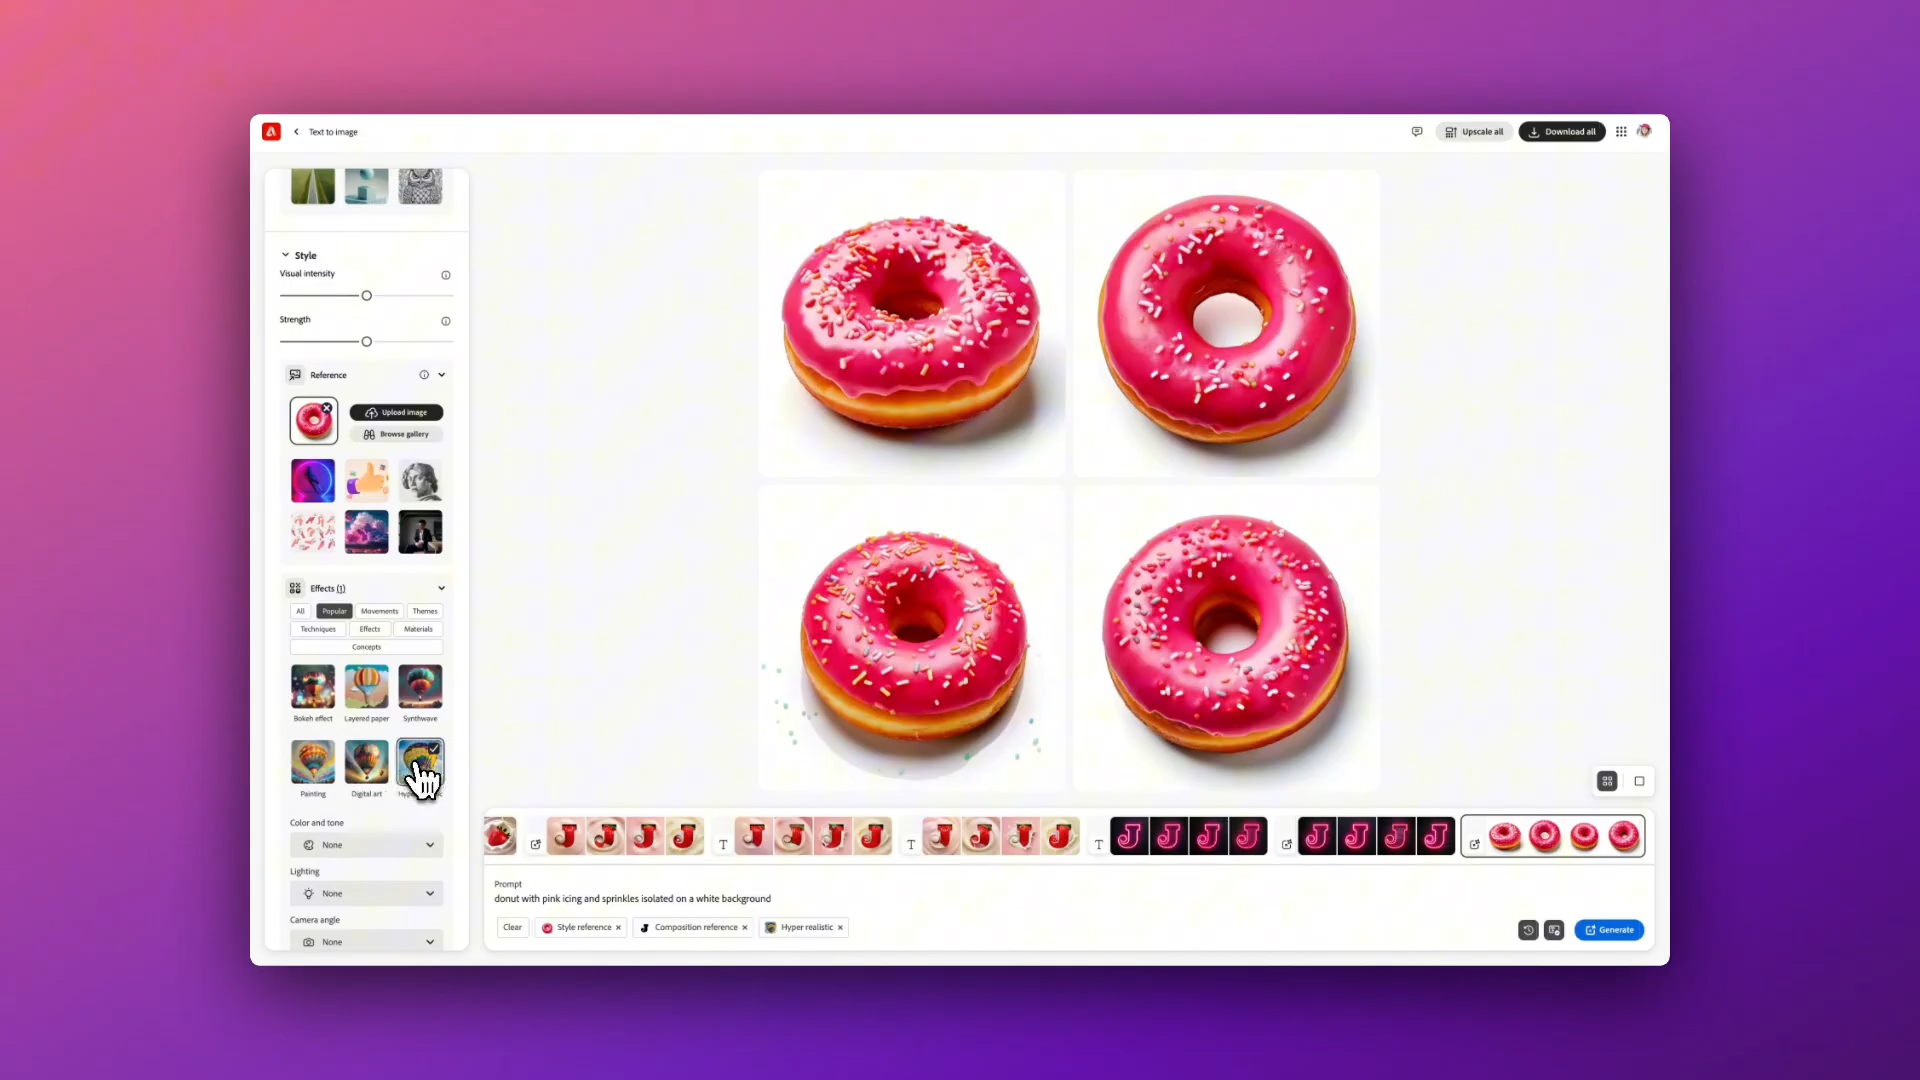 Text to image
Upscale all
Download all
Style
Visual intensity
Strength
Reference
Upload image
Browse gallery
Effects (1)
All
Popular
Movements
Themes
Techniques
Effects
Materials
Concepts
Bokeh effect
Layered paper
Synthwave
Painting
Digital art
Color and tone
None
Lighting
None
Camera angle
None
Prompt
donut with pink icing and sprinkles isolated on a white background
Clear
Style reference
Composition reference
Hyper realistic
Generate